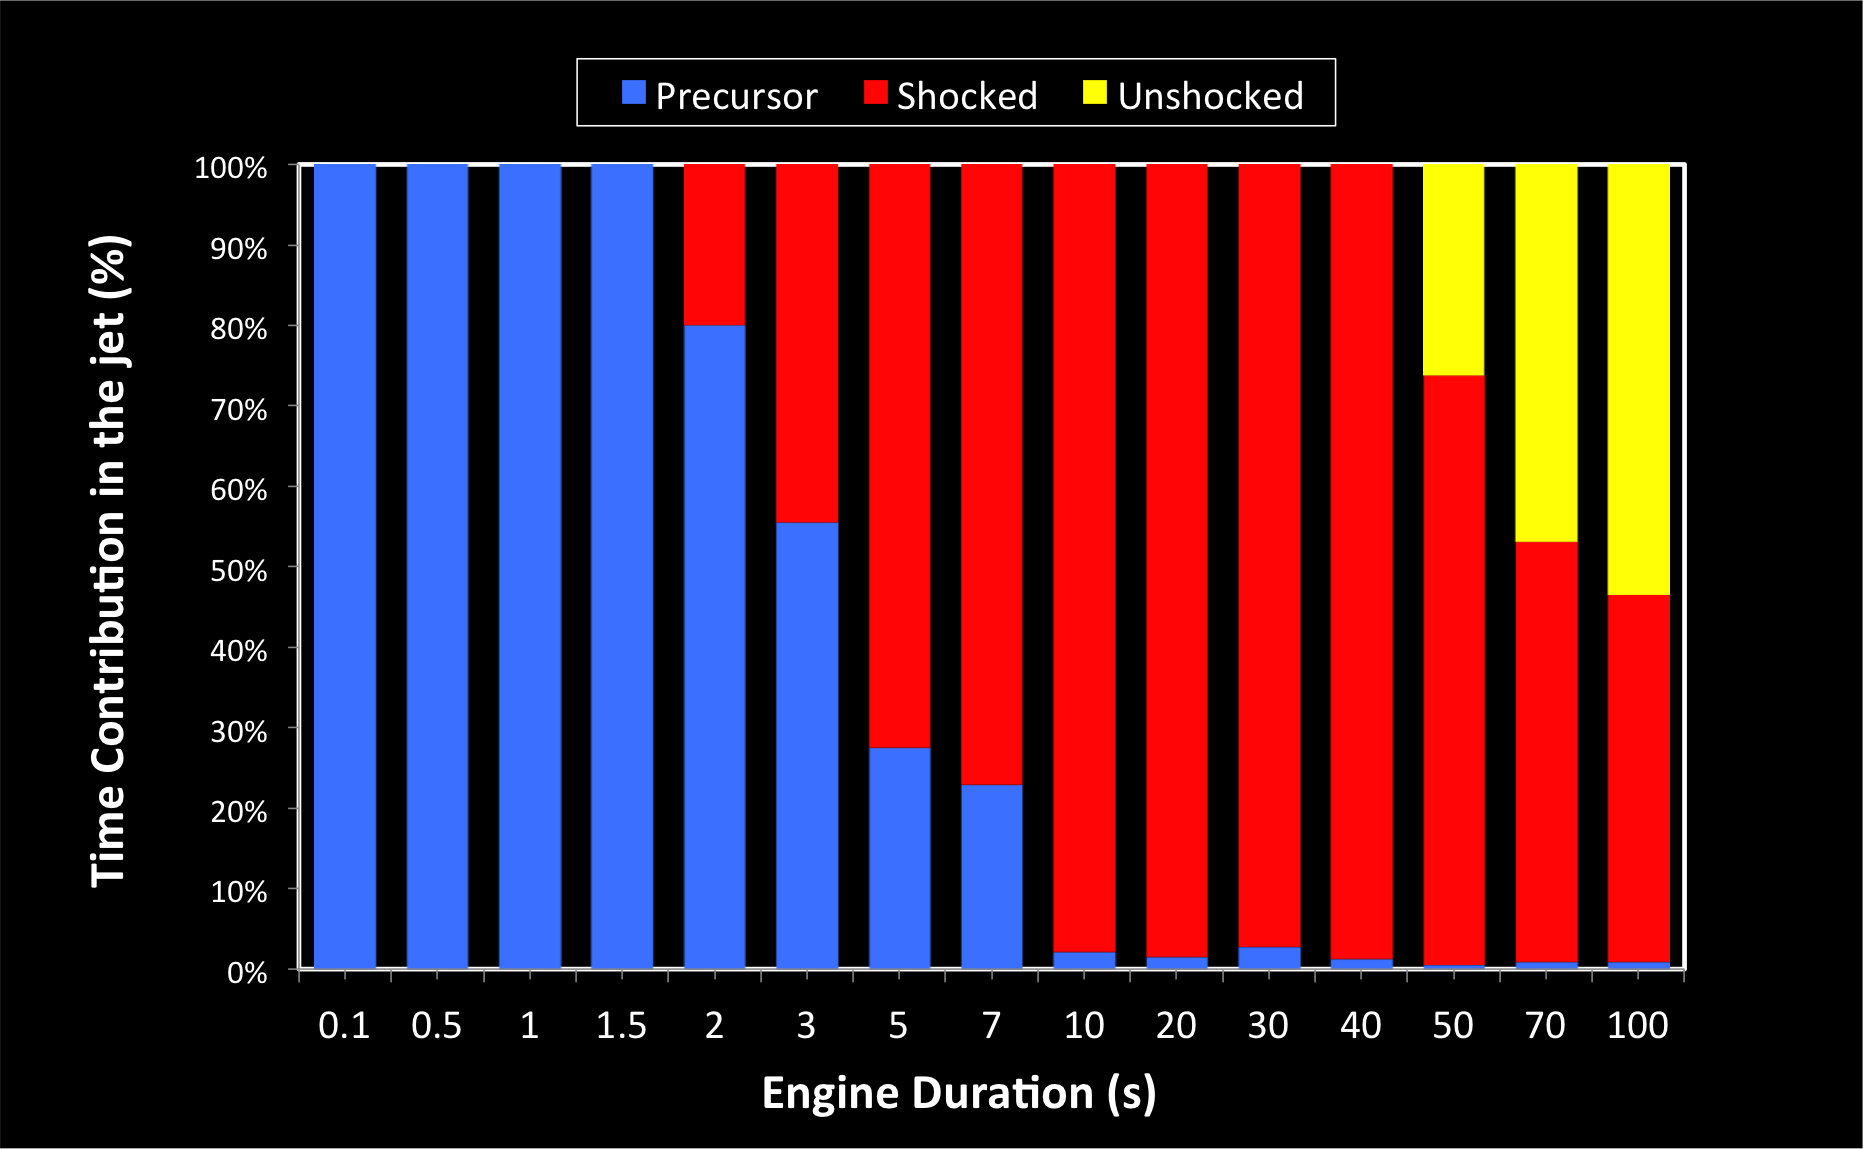 Precursor Shocked Unshocked
100%
90%
80%
70%
60%
50%
40%
30%
20%
10%
0%
Time Contribution in the jet (%)
0.1 0.5 1 1.5 2 3 5 7 10 20 30 40 50 70 100
Engine Duration (s)